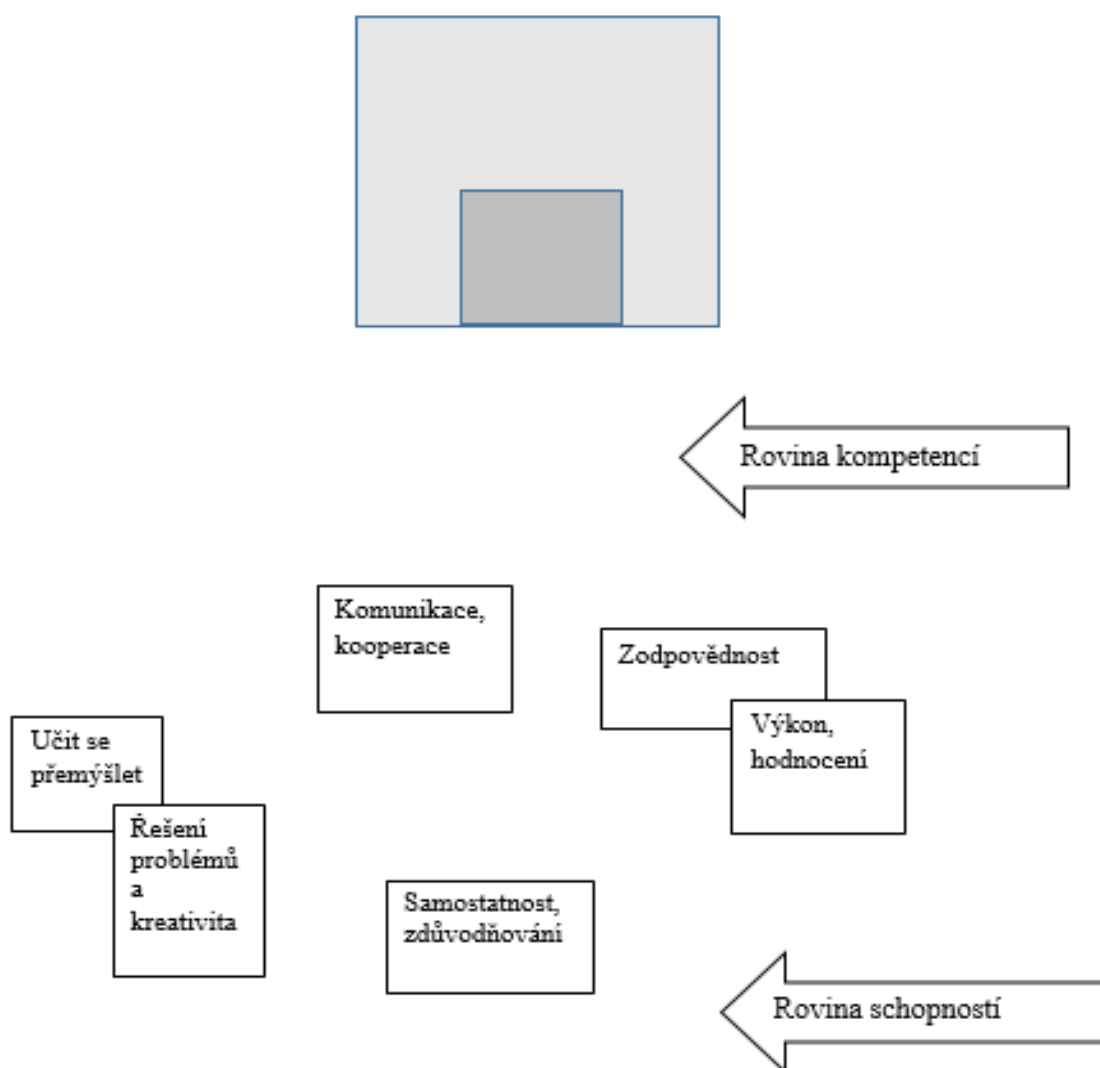 Rovina kompetencí
Komunikace,
kooperace
Zodpovědnost
Výkon,
hodnocení
Učit se
přemýšlet
Řešení
problémů
a
kreativita
Samostatnost,
zdůvodňování
Rovina schopností